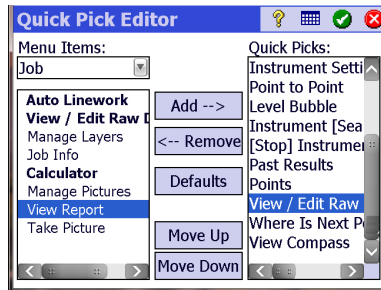 Quick Pick Editor
Menu Items:
Job
Auto Linework
View / Edit Raw D
Manage Layers
Job Info
Calculator
Manage Pictures
View Report
Take Picture
Add -->
<-- Remove
Defaults
Move Up
Move Down
Quick Picks:
Instrument Setti
Point to Point
Level Bubble
Instrument [Sea
[Stop] Instrumen
Past Results
Points
View / Edit Raw
Where Is Next P
View Compass